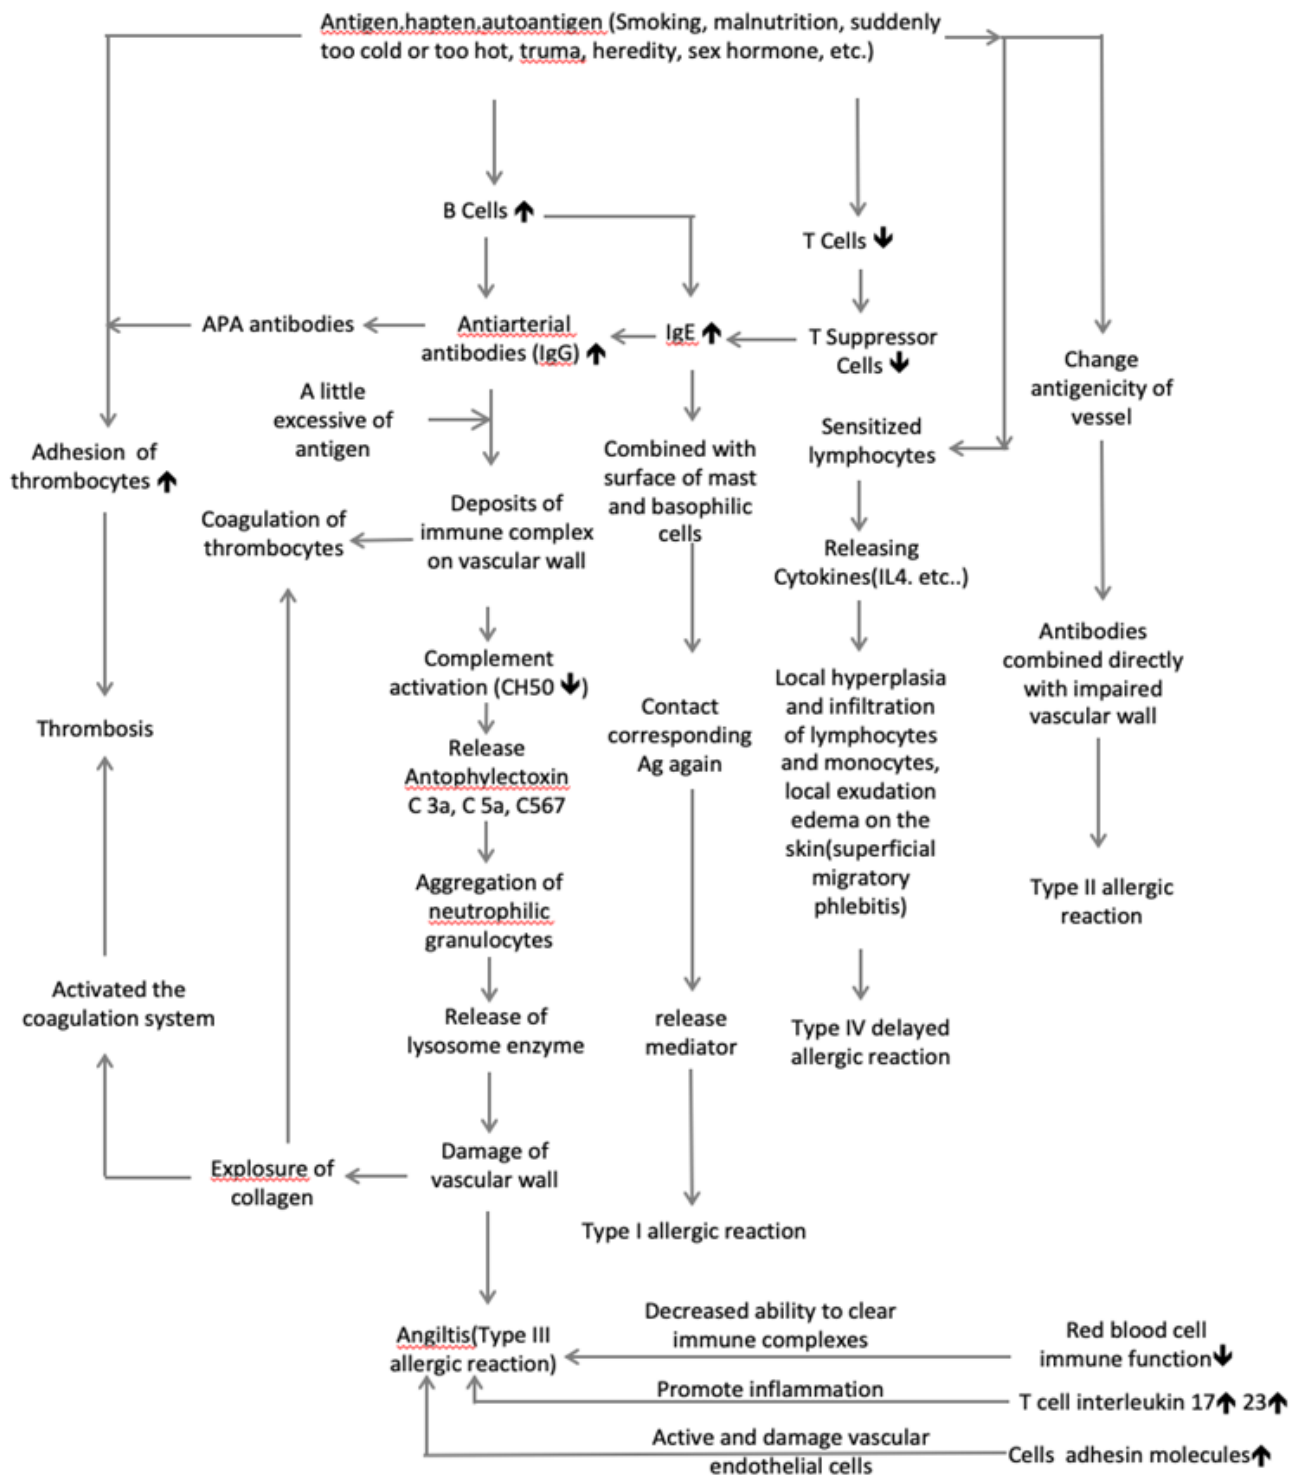 Antigen,hapten,autoantigen (Smoking, malnutrition, suddenly
too cold or too hot, truma, heredity, sex hormone, etc.)
B Cells ↑
T Cells ↓
APA antibodies
Antiarterial
antibodies (IgG) ↑
IgE ↑
T Suppressor
Cells ↓
Change
antigenicity of
vessel
A little
excessive of
antigen
Adhesion of
thrombocytes ↑
Combined with
surface of mast
and basophilic
cells
Sensitized
lymphocytes
Coagulation of
thrombocytes
Deposits of
immune complex
on vascular wall
Releasing
Cytokines(IL4. etc..)
Antibodies
combined directly
with impaired
vascular wall
Complement
activation (CH50 ↓)
Thrombosis
Release
Antophylectoxin
C 3a, C 5a, C567
Contact
corresponding
Ag again
Local hyperplasia
and infiltration
of lymphocytes
and monocytes,
local exudation
edema on the
skin(superficial
migratory
phlebitis)
Type II allergic
reaction
Aggregation of
neutrophilic
granulocytes
Activated the
coagulation system
Release of
lysosome enzyme
release
mediator
Type IV delayed
allergic reaction
Explosure of
collagen
Damage of
vascular wall
Type I allergic reaction
Angiltis(Type III
allergic reaction)
Decreased ability to clear
immune complexes
Red blood cell
immune function↓
Promote inflammation
T cell interleukin 17↑ 23↑
Active and damage vascular
endothelial cells
Cells adhesin molecules↑